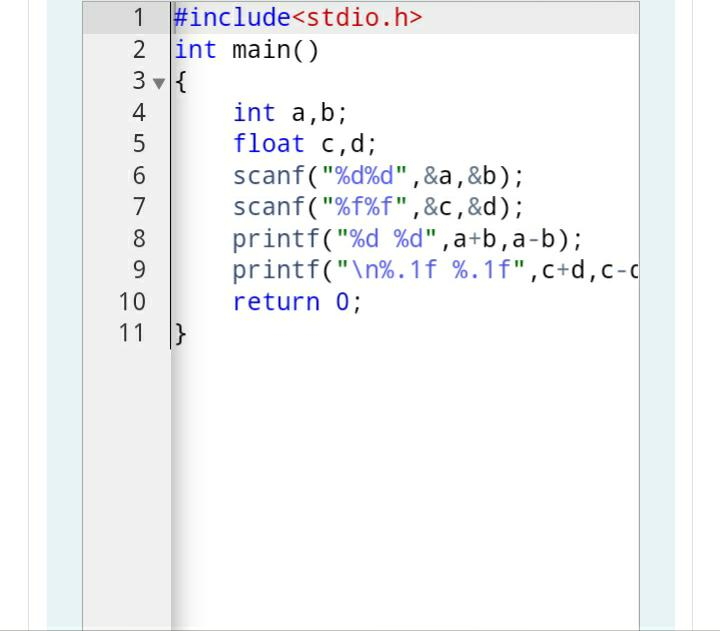 1 #include<stdio.h>
2 int main()
3 {
4 int a,b;
5 float c,d;
6 scanf("%d%d",&a,&b);
7 scanf("%f%f",&c,&d);
8 printf("%d %d",a+b,a-b);
9 printf("\n%.1f %.1f",c+d,c-
10 return 0;
11 }